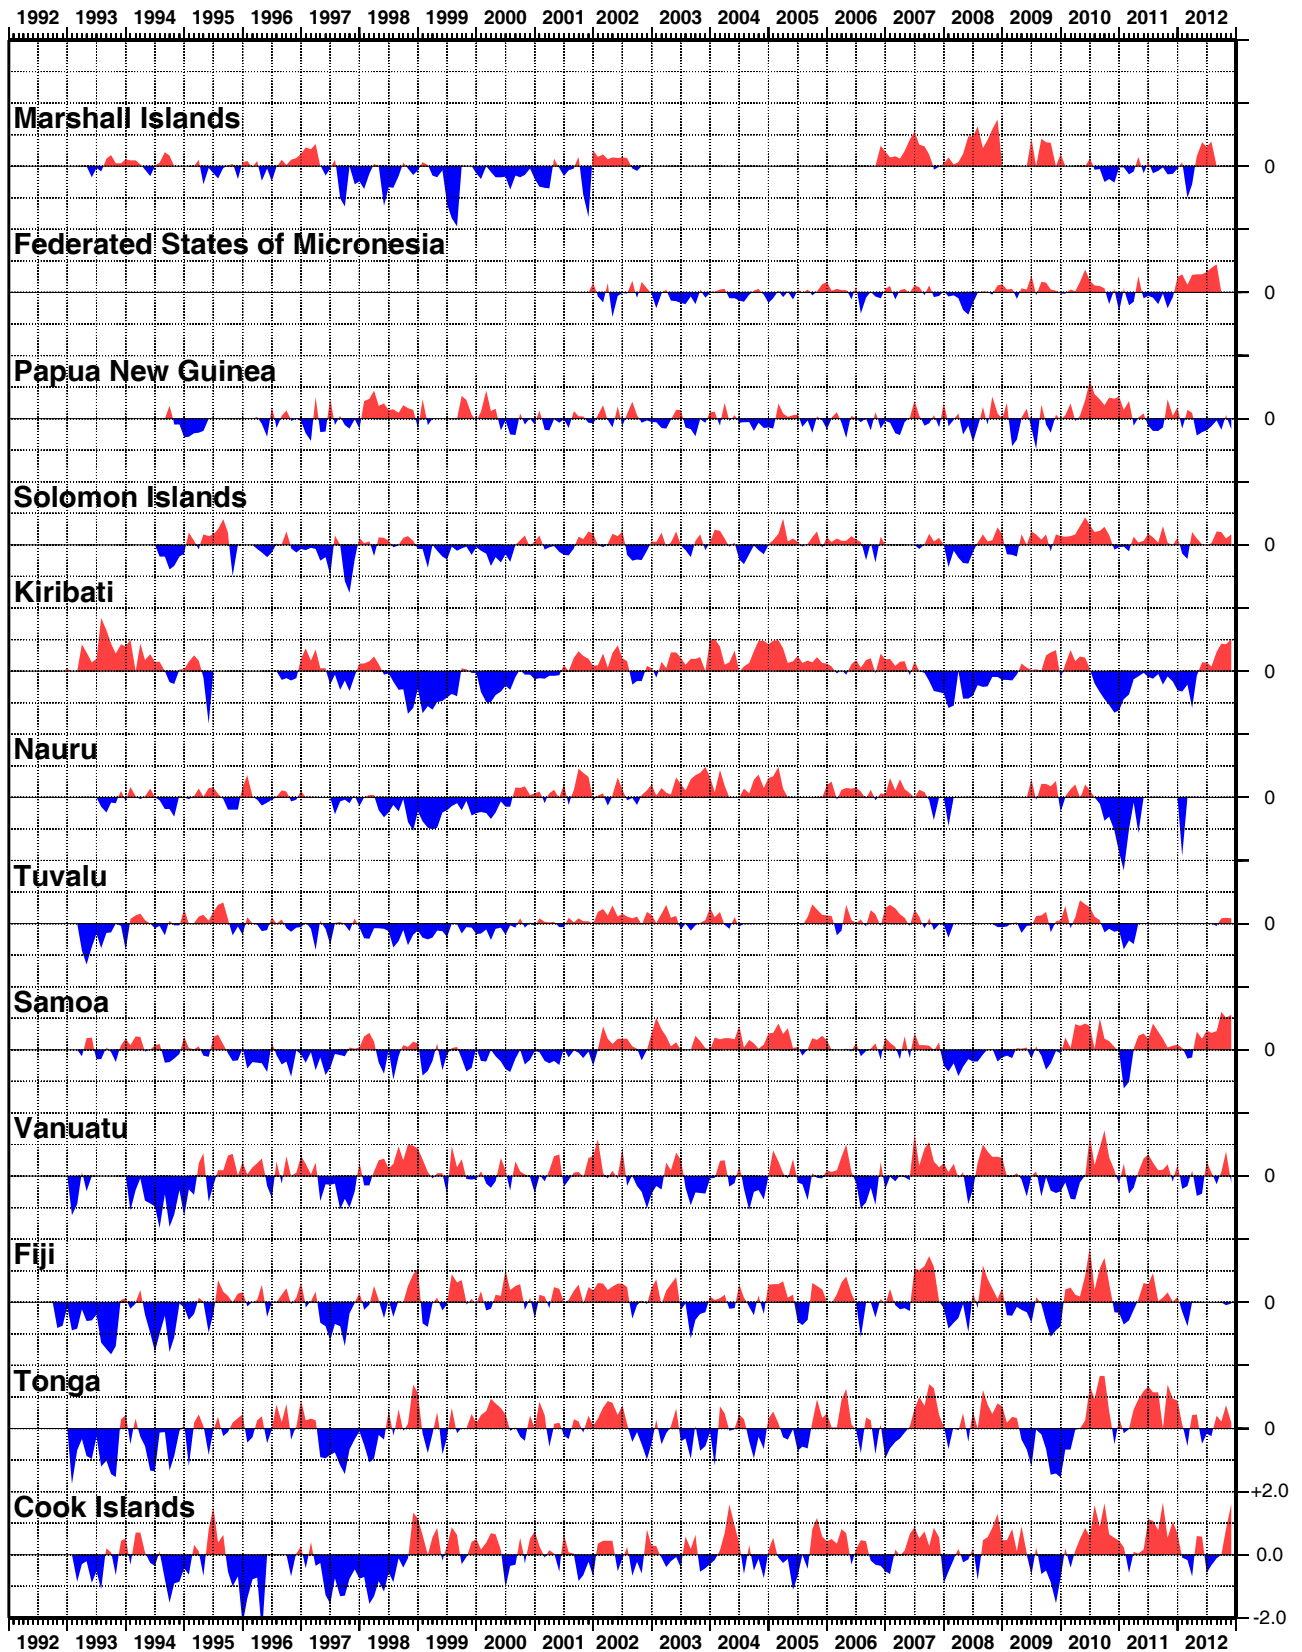 1992 1993 1994 1995 1996 1997 1998 1999 2000 2001 2002 2003 2004 2005 2006 2007 2008 2009 2010 2011 2012
Marshall Islands
0
Federated States of Micronesia
0
Papua New Guinea
0
Solomon Islands
0
Kiribati
0
Nauru
0
Tuvalu
0
Samoa
0
Vanuatu
0
Fiji
0
Tonga
0
+2.0
Cook Islands
0.0
-2.0
1992 1993 1994 1995 1996 1997 1998 1999 2000 2001 2002 2003 2004 2005 2006 2007 2008 2009 2010 2011 2012